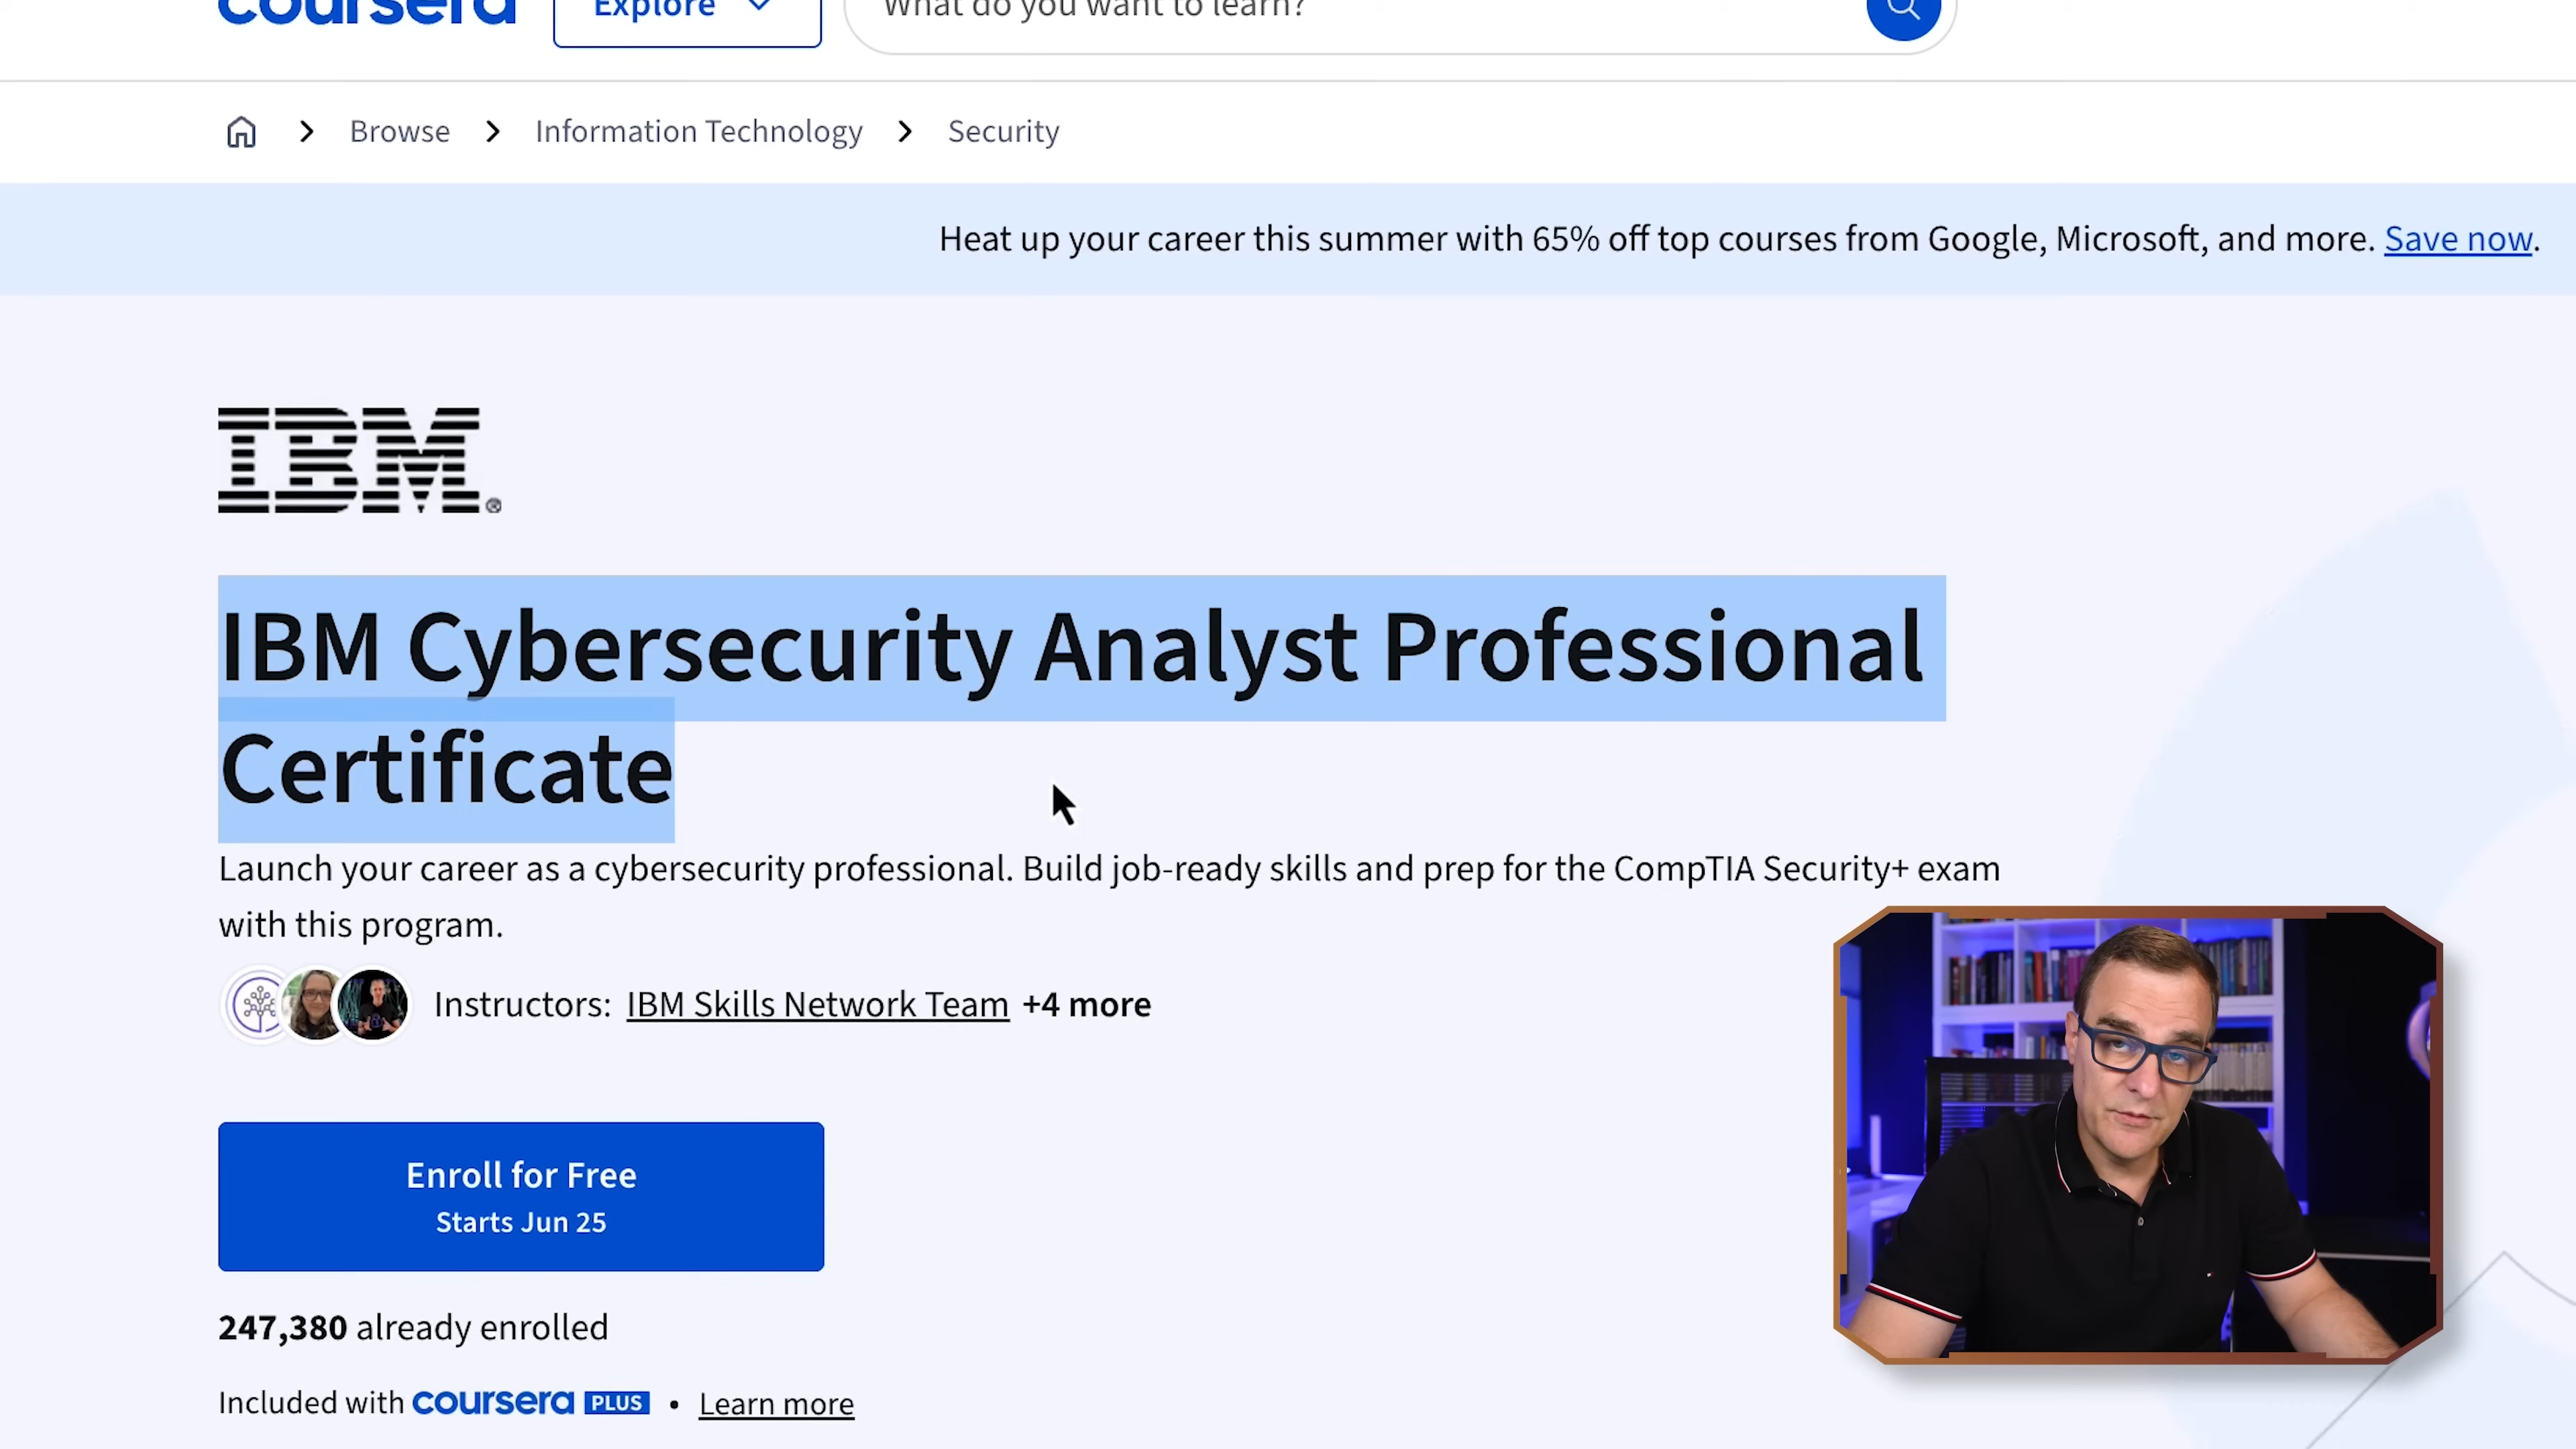 coursera
Explore
What do you want to learn?
Browse
Information Technology
Security
Heat up your career this summer with 65% off top courses from Google, Microsoft, and more. Save now.
IBM®
IBM Cybersecurity Analyst Professional
Certificate
Launch your career as a cybersecurity professional. Build job-ready skills and prep for the CompTIA Security+ exam
with this program.
Instructors: IBM Skills Network Team +4 more
Enroll for Free
Starts Jun 25
247,380 already enrolled
Included with coursera PLUS • Learn more